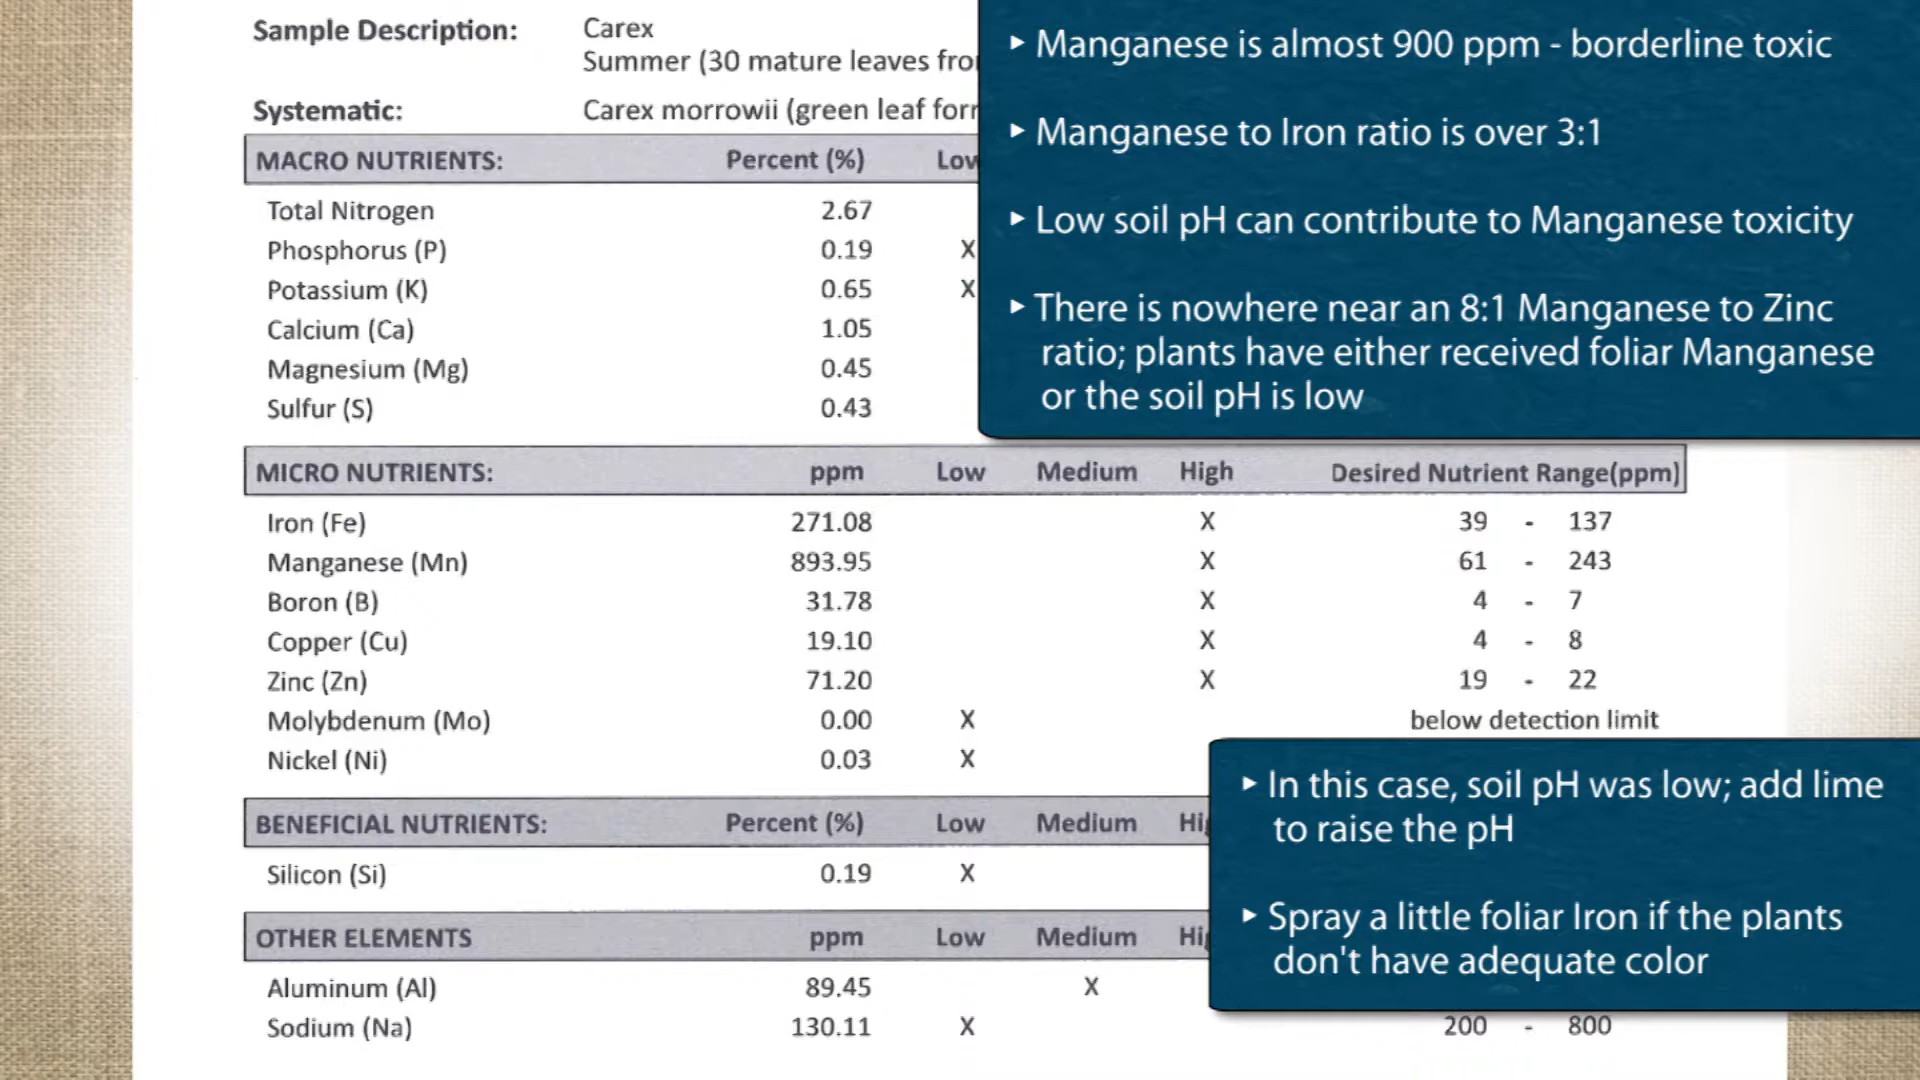 Sample Description: Carex
Summer (30 mature leaves
Systematic: Carex morrowii (green leaf
MACRO NUTRIENTS: Percent (%) Low
Total Nitrogen 2.67
Phosphorus (P) 0.19 X
Potassium (K) 0.65 X
Calcium (Ca) 1.05
Magnesium (Mg) 0.45
Sulfur (S) 0.43
▸ Manganese is almost 900 ppm - borderline toxic
▸ Manganese to Iron ratio is over 3:1
▸ Low soil pH can contribute to Manganese toxicity
▸ There is nowhere near an 8:1 Manganese to Zinc
ratio; plants have either received foliar Manganese
or the soil pH is low
MICRO NUTRIENTS: ppm Low Medium High Desired Nutrient Range(ppm)
Iron (Fe) 271.08 X 39 - 137
Manganese (Mn) 893.95 X 61 - 243
Boron (B) 31.78 X 4 - 7
Copper (Cu) 19.10 X 4 - 8
Zinc (Zn) 71.20 X 19 - 22
Molybdenum (Mo) 0.00 X below detection limit
Nickel (Ni) 0.03 X
BENEFICIAL NUTRIENTS: Percent (%) Low Medium
Silicon (Si) 0.19 X
OTHER ELEMENTS ppm Low Medium
Aluminum (Al) 89.45 X
Sodium (Na) 130.11 X 200 - 800
▸ In this case, soil pH was low; add lime
to raise the pH
▸ Spray a little foliar Iron if the plants
don't have adequate color